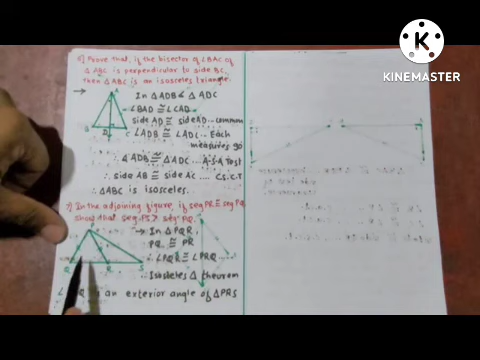 KINEMASTER
6) Prove that, if the bisector of ∠BAC of
△ABC is perpendicular to side BC,
then △ABC is an isosceles triangle.
→ In △ADB & △ADC
∠BAD ≅ ∠CAD
side AD ≅ side AD .. common
∠ADB ≅ ∠ADC .. Each
measures 90
∴ △ADB ≅ △ADC .... A-S-A test
∴ side AB ≅ side AC .... C.S.C.T
∴ △ABC is isosceles.
7) In the adjoining figure, if seg PR ≅ seg PQ,
show that seg PS > seg PQ.
→ In △PQR,
PQ ≅ PR
∴ ∠PQR ≅ ∠PRQ
Isosceles △ theorem
is an exterior angle of △PRS